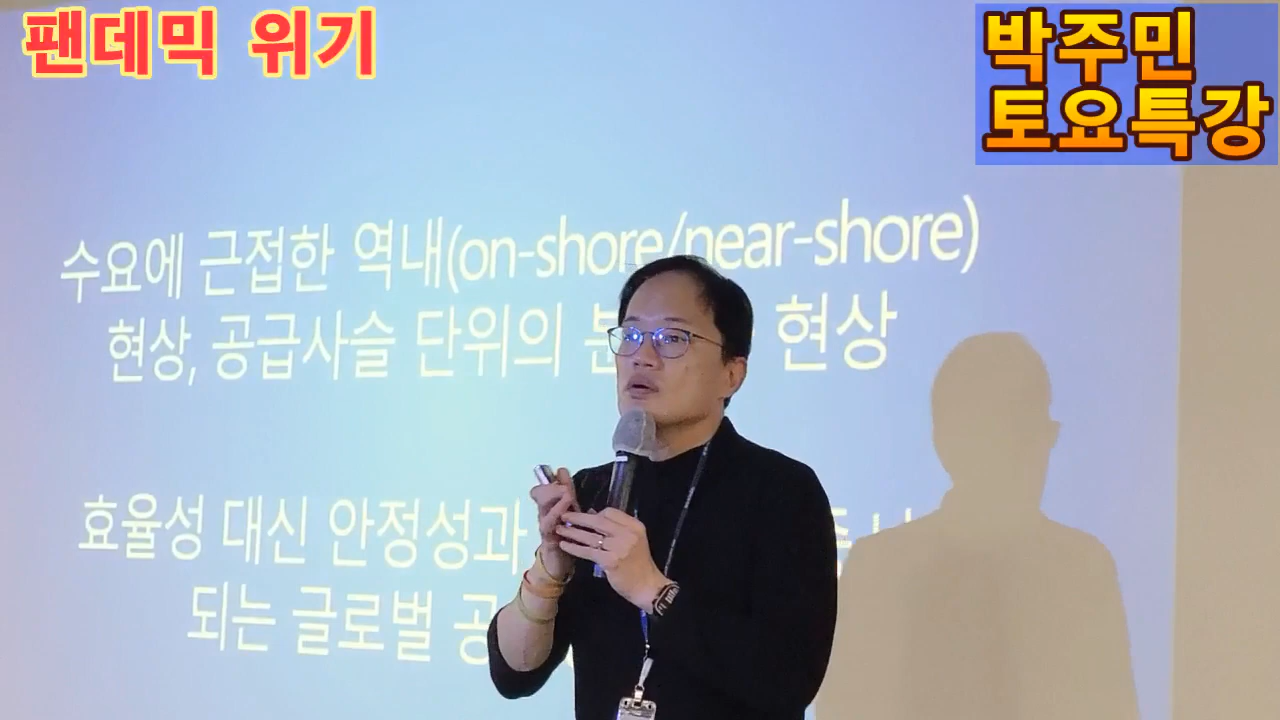 팬데믹 위기
박주민
토요특강
수요에 근접한 역내(on-shore/near-shore)
현상, 공급사슬 단위의 현상
효율성 대신 안정성과
되는 글로벌